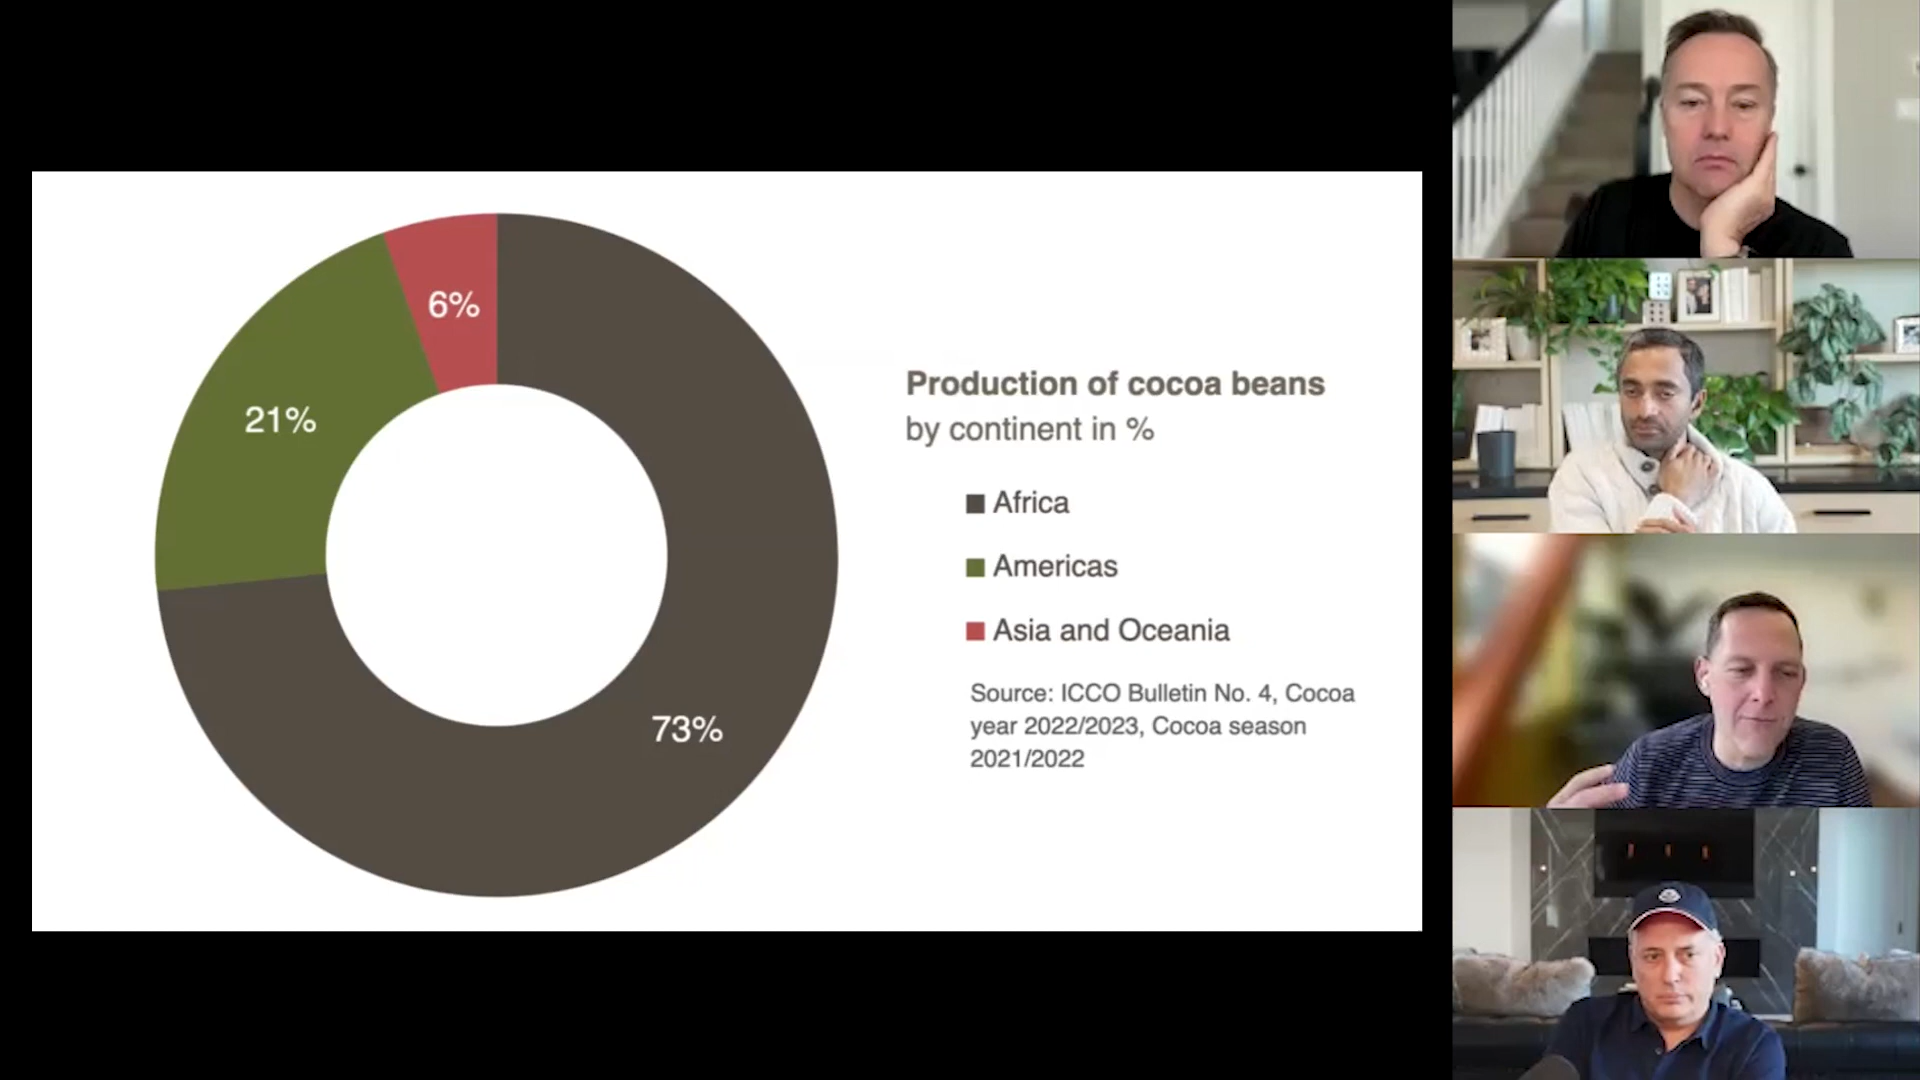 6%
21%
73%
Production of cocoa beans
by continent in %
Africa
Americas
Asia and Oceania
Source: ICCO Bulletin No. 4, Cocoa
year 2022/2023, Cocoa season
2021/2022